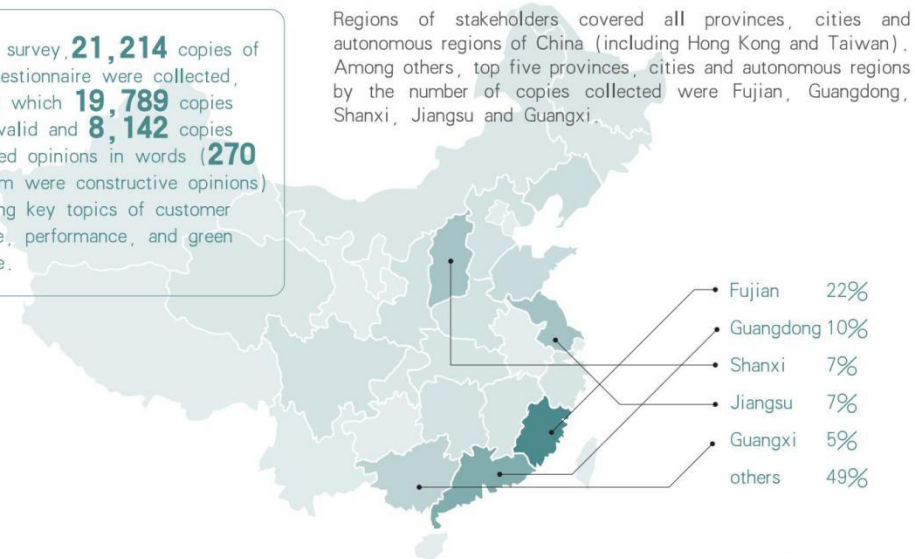 survey, 21,214 copies of
estionnaire were collected,
which 19,789 copies
valid and 8,142 copies
ed opinions in words (270
m were constructive opinions)
ng key topics of customer
e, performance, and green
e.
Regions of stakeholders covered all provinces, cities and
autonomous regions of China (including Hong Kong and Taiwan).
Among others, top five provinces, cities and autonomous regions
by the number of copies collected were Fujian, Guangdong,
Shanxi, Jiangsu and Guangxi.
Fujian 22%
Guangdong 10%
Shanxi 7%
Jiangsu 7%
Guangxi 5%
others 49%